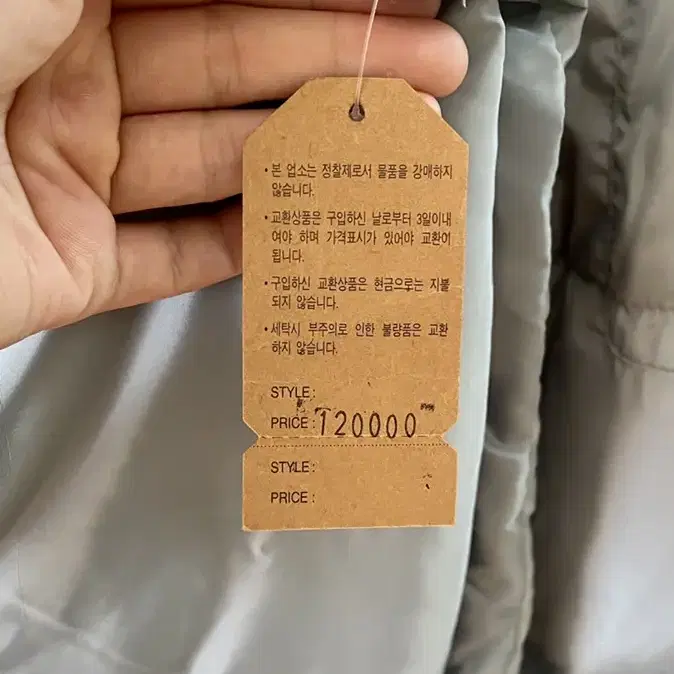 • 본 업소는 정찰제로서 물품을 강매하지
않습니다.
• 교환상품은 구입하신 날로부터 3일이내
여야 하며 가격표시가 있어야 교환이
됩니다.
• 구입하신 교환상품은 현금으로는 지불
되지 않습니다.
• 세탁시 부주의로 인한 불량품은 교환
하지 않습니다.
STYLE :
PRICE : 120000
STYLE :
PRICE :